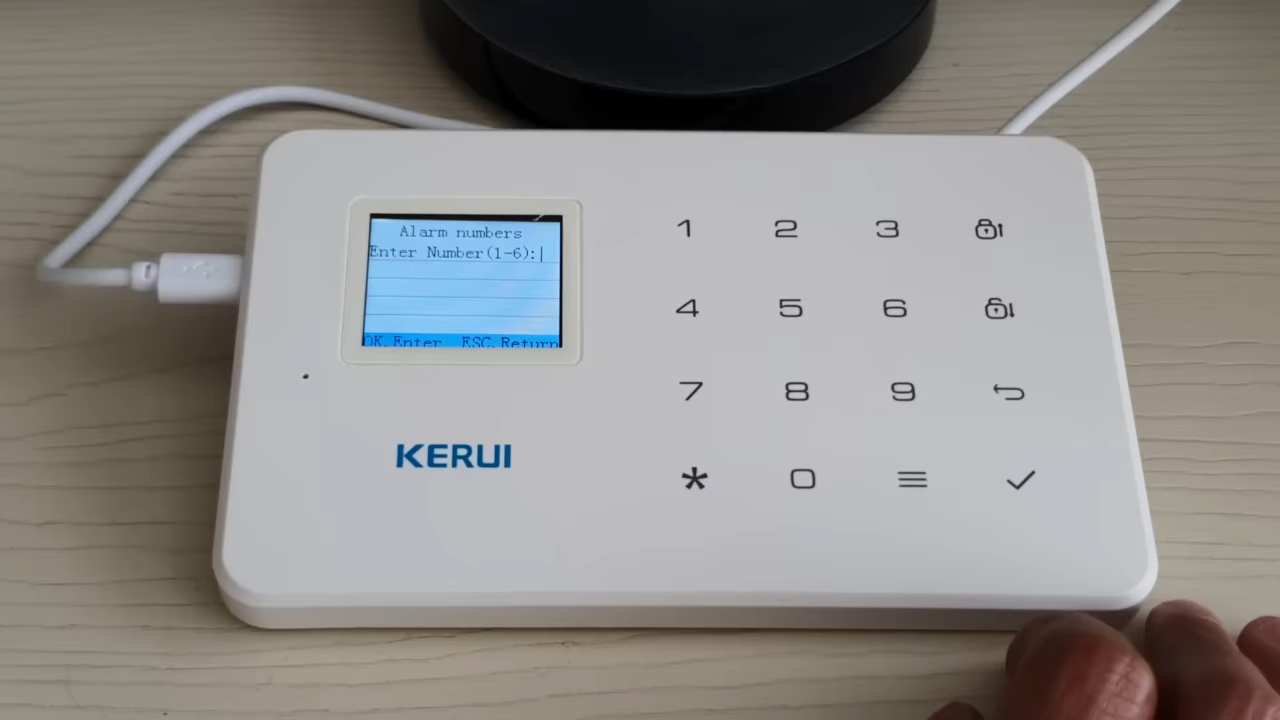 Alarm numbers
Enter Number(1-6):
OK.Enter ESC.Return
KERUI
1 2 3
4 5 6
7 8 9
* 0